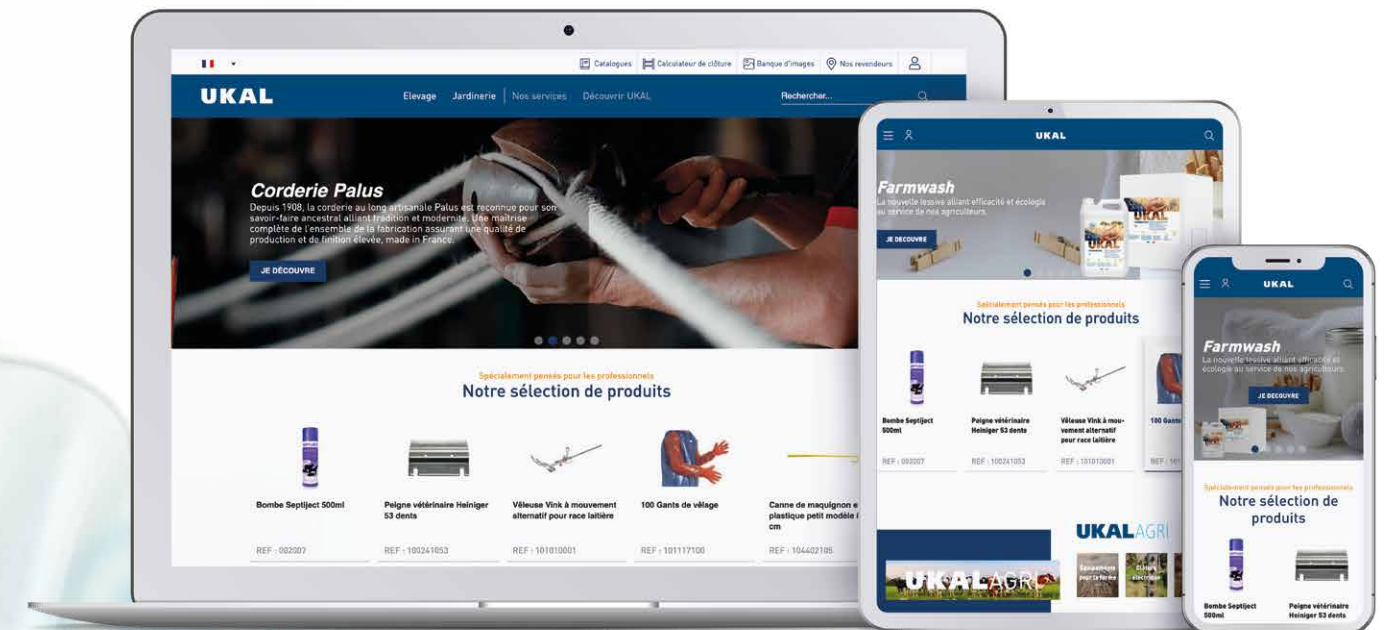 Catalogues
Calculateur de clôture
Banque d'images
Nos revendeurs
UKAL
Elevage
Jardinerie
Nos services
Découvrir UKAL
Rechercher...
Corderie Palus
Depuis 1908, la corderie au long artisanale Palus est reconnue pour son
savoir-faire ancestral alliant tradition et modernité. Une maîtrise
complète de l'ensemble de la fabrication assurant une qualité de
production et de finition élevée, made in France.
JE DÉCOUVRE
Spécialement pensés pour les professionnels
Notre sélection de produits
Bombe Septiject 500ml
REF : 002007
Peigne vétérinaire Heiniger
53 dents
REF : 100241053
Vêleuse Vink à mouvement
alternatif pour race laitière
REF : 101010001
100 Gants de vêlage
REF : 101117100
Canne de maquignon e
plastique petit modèle
cm
REF : 104402105
UKAL
Farmwash
La nouvelle lessive alliant efficacité et écologie
au service de nos agriculteurs.
JE DÉCOUVRE
UKAL
Spécialement pensés pour les professionnels
Notre sélection de produits
Bombe Septiject
500ml
REF : 002007
Peigne vétérinaire
Heiniger 53 dents
REF : 100241053
Vêleuse Vink à mou-
vement alternatif
pour race laitière
REF : 101010001
100 Gants
REF : 101
UKALAGRI
UKALAGRI
Équipements
pour la ferme
Clôture
électrique
UKAL
Farmwash
La nouvelle lessive alliant efficacité et
écologie au service de nos agriculteurs.
JE DÉCOUVRE
Spécialement pensés pour les professionnels
Notre sélection de
produits
Bombe Septiject
500ml
Peigne vétérinaire
Heiniger 53 dents